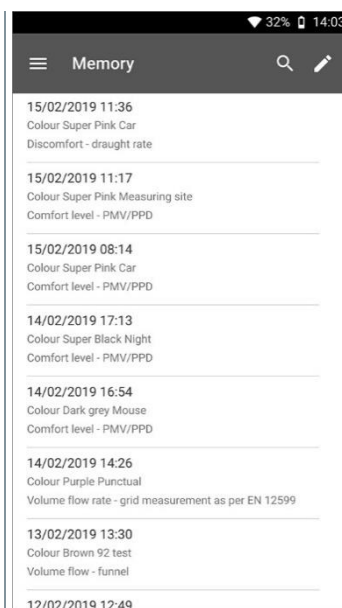 32% 14:03
Memory
15/02/2019 11:36
Colour Super Pink Car
Discomfort - draught rate
15/02/2019 11:17
Colour Super Pink Measuring site
Comfort level - PMV/PPD
15/02/2019 08:14
Colour Super Pink Car
Comfort level - PMV/PPD
14/02/2019 17:13
Colour Super Black Night
Comfort level - PMV/PPD
14/02/2019 16:54
Colour Dark grey Mouse
Comfort level - PMV/PPD
14/02/2019 14:26
Colour Purple Punctual
Volume flow rate - grid measurement as per EN 12599
13/02/2019 13:30
Colour Brown 92 test
Volume flow - funnel
12/02/2019 12:49